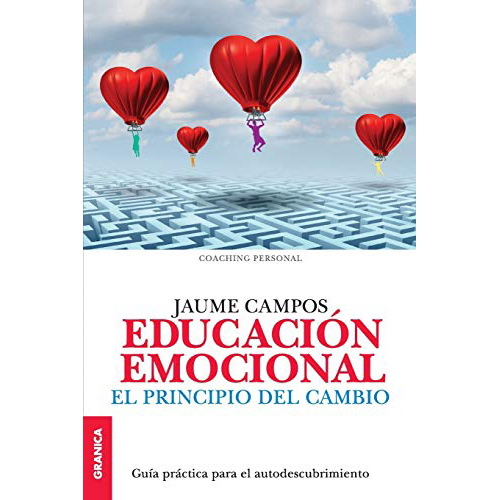 COACHING PERSONAL
JAUME CAMPOS
EDUCACIÓN
EMOCIONAL
EL PRINCIPIO DEL CAMBIO
GRANICA
Guía práctica para el autodescubrimiento